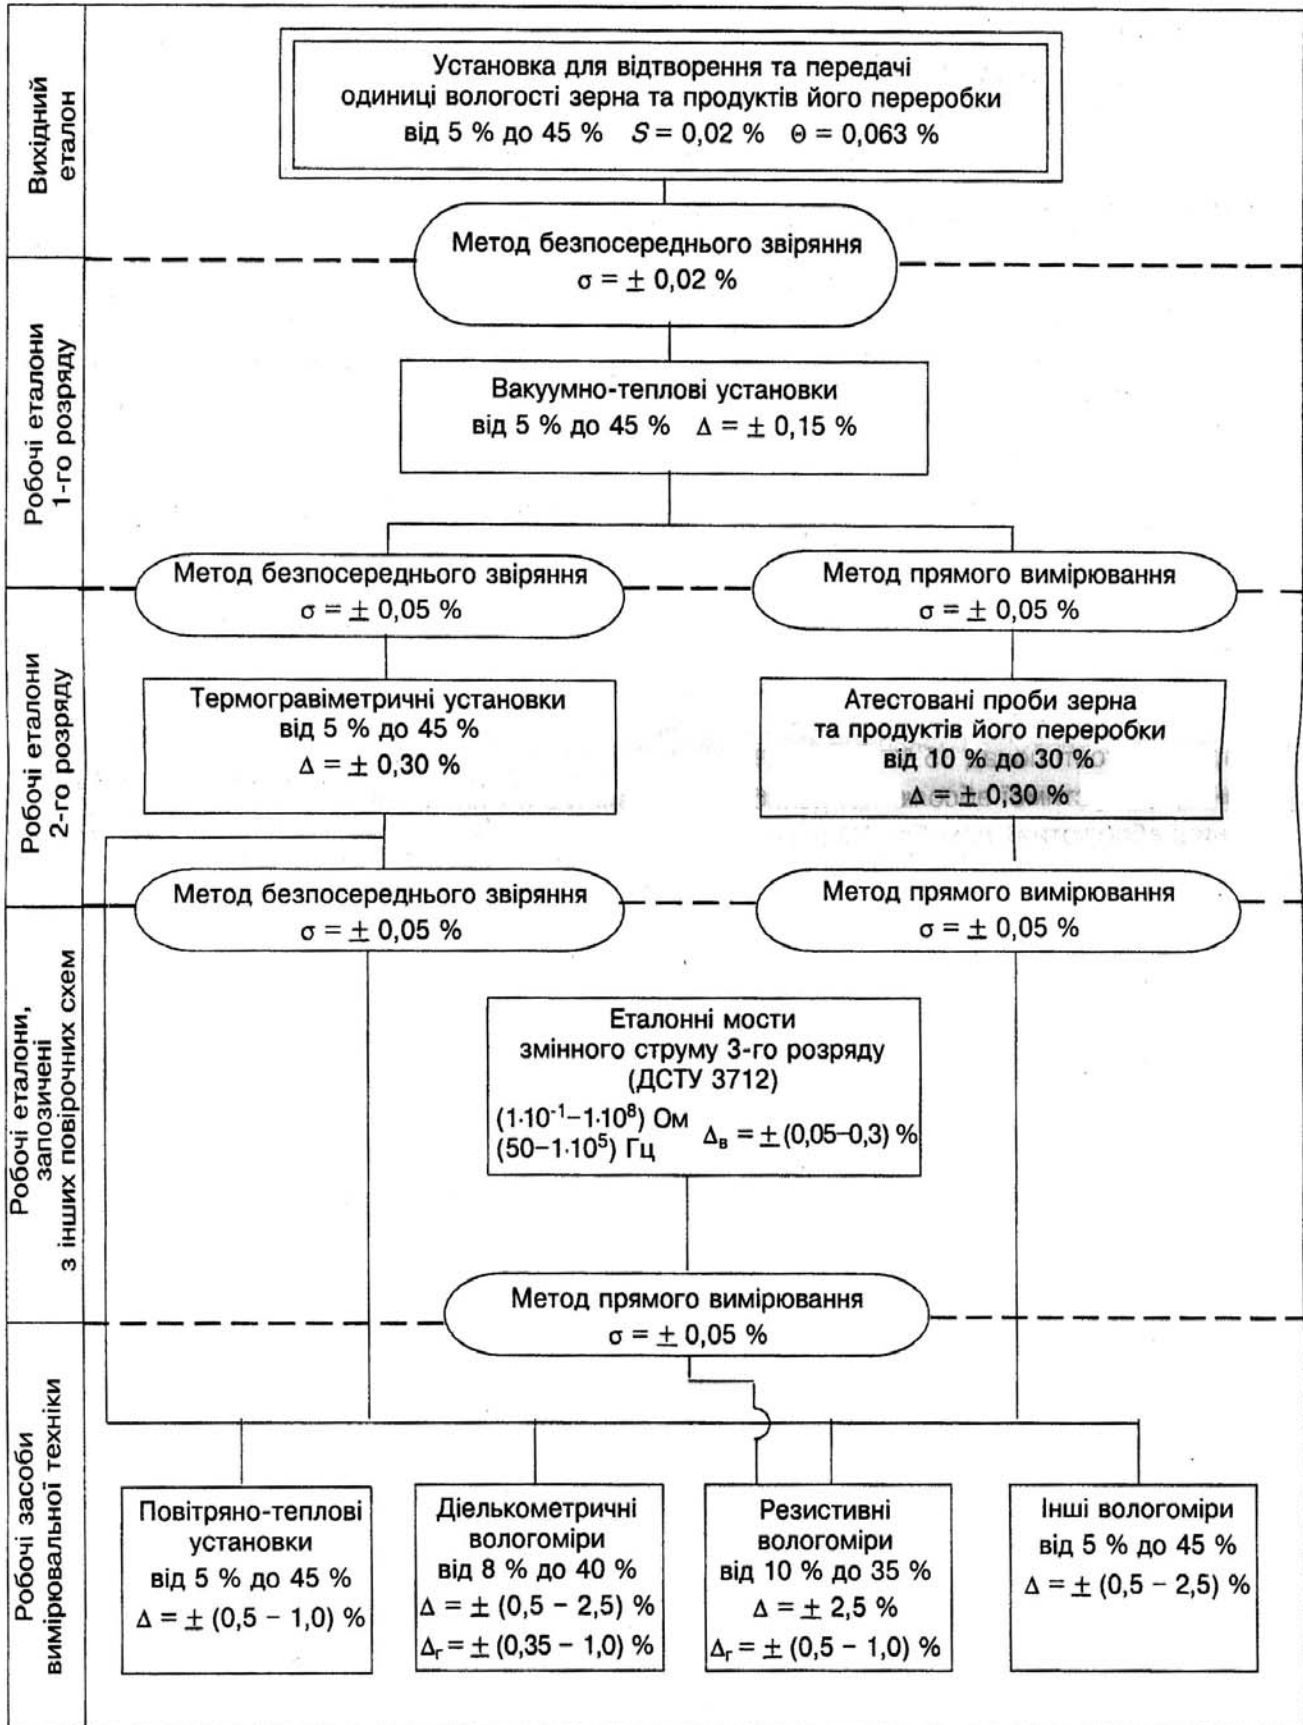 Вихідний
еталон
Установка для відтворення та передачі
одиниці вологості зерна та продуктів його переробки
від 5 % до 45 % S = 0,02 % Θ = 0,063 %
Метод безпосереднього звіряння
σ = ± 0,02 %
Робочі еталони
1-го розряду
Вакуумно-теплові установки
від 5 % до 45 % Δ = ± 0,15 %
Метод безпосереднього звіряння
σ = ± 0,05 %
Метод прямого вимірювання
σ = ± 0,05 %
Робочі еталони
2-го розряду
Термогравіметричні установки
від 5 % до 45 %
Δ = ± 0,30 %
Атестовані проби зерна
та продуктів його переробки
від 10 % до 30 %
Δ = ± 0,30 %
Метод безпосереднього звіряння
σ = ± 0,05 %
Метод прямого вимірювання
σ = ± 0,05 %
Робочі еталони,
запозичені
з інших повірочних схем
Еталонні мости
змінного струму 3-го розряду
(ДСТУ 3712)
(1·10⁻¹–1·10⁸) Ом
(50–1·10⁵) Гц Δв = ± (0,05–0,3) %
Метод прямого вимірювання
σ = ± 0,05 %
Робочі засоби
вимірювальної техніки
Повітряно-теплові
установки
від 5 % до 45 %
Δ = ± (0,5 – 1,0) %
Діелькометричні
вологоміри
від 8 % до 40 %
Δ = ± (0,5 – 2,5) %
Δг = ± (0,35 – 1,0) %
Резистивні
вологоміри
від 10 % до 35 %
Δ = ± 2,5 %
Δг = ± (0,5 – 1,0) %
Інші вологоміри
від 5 % до 45 %
Δ = ± (0,5 – 2,5) %